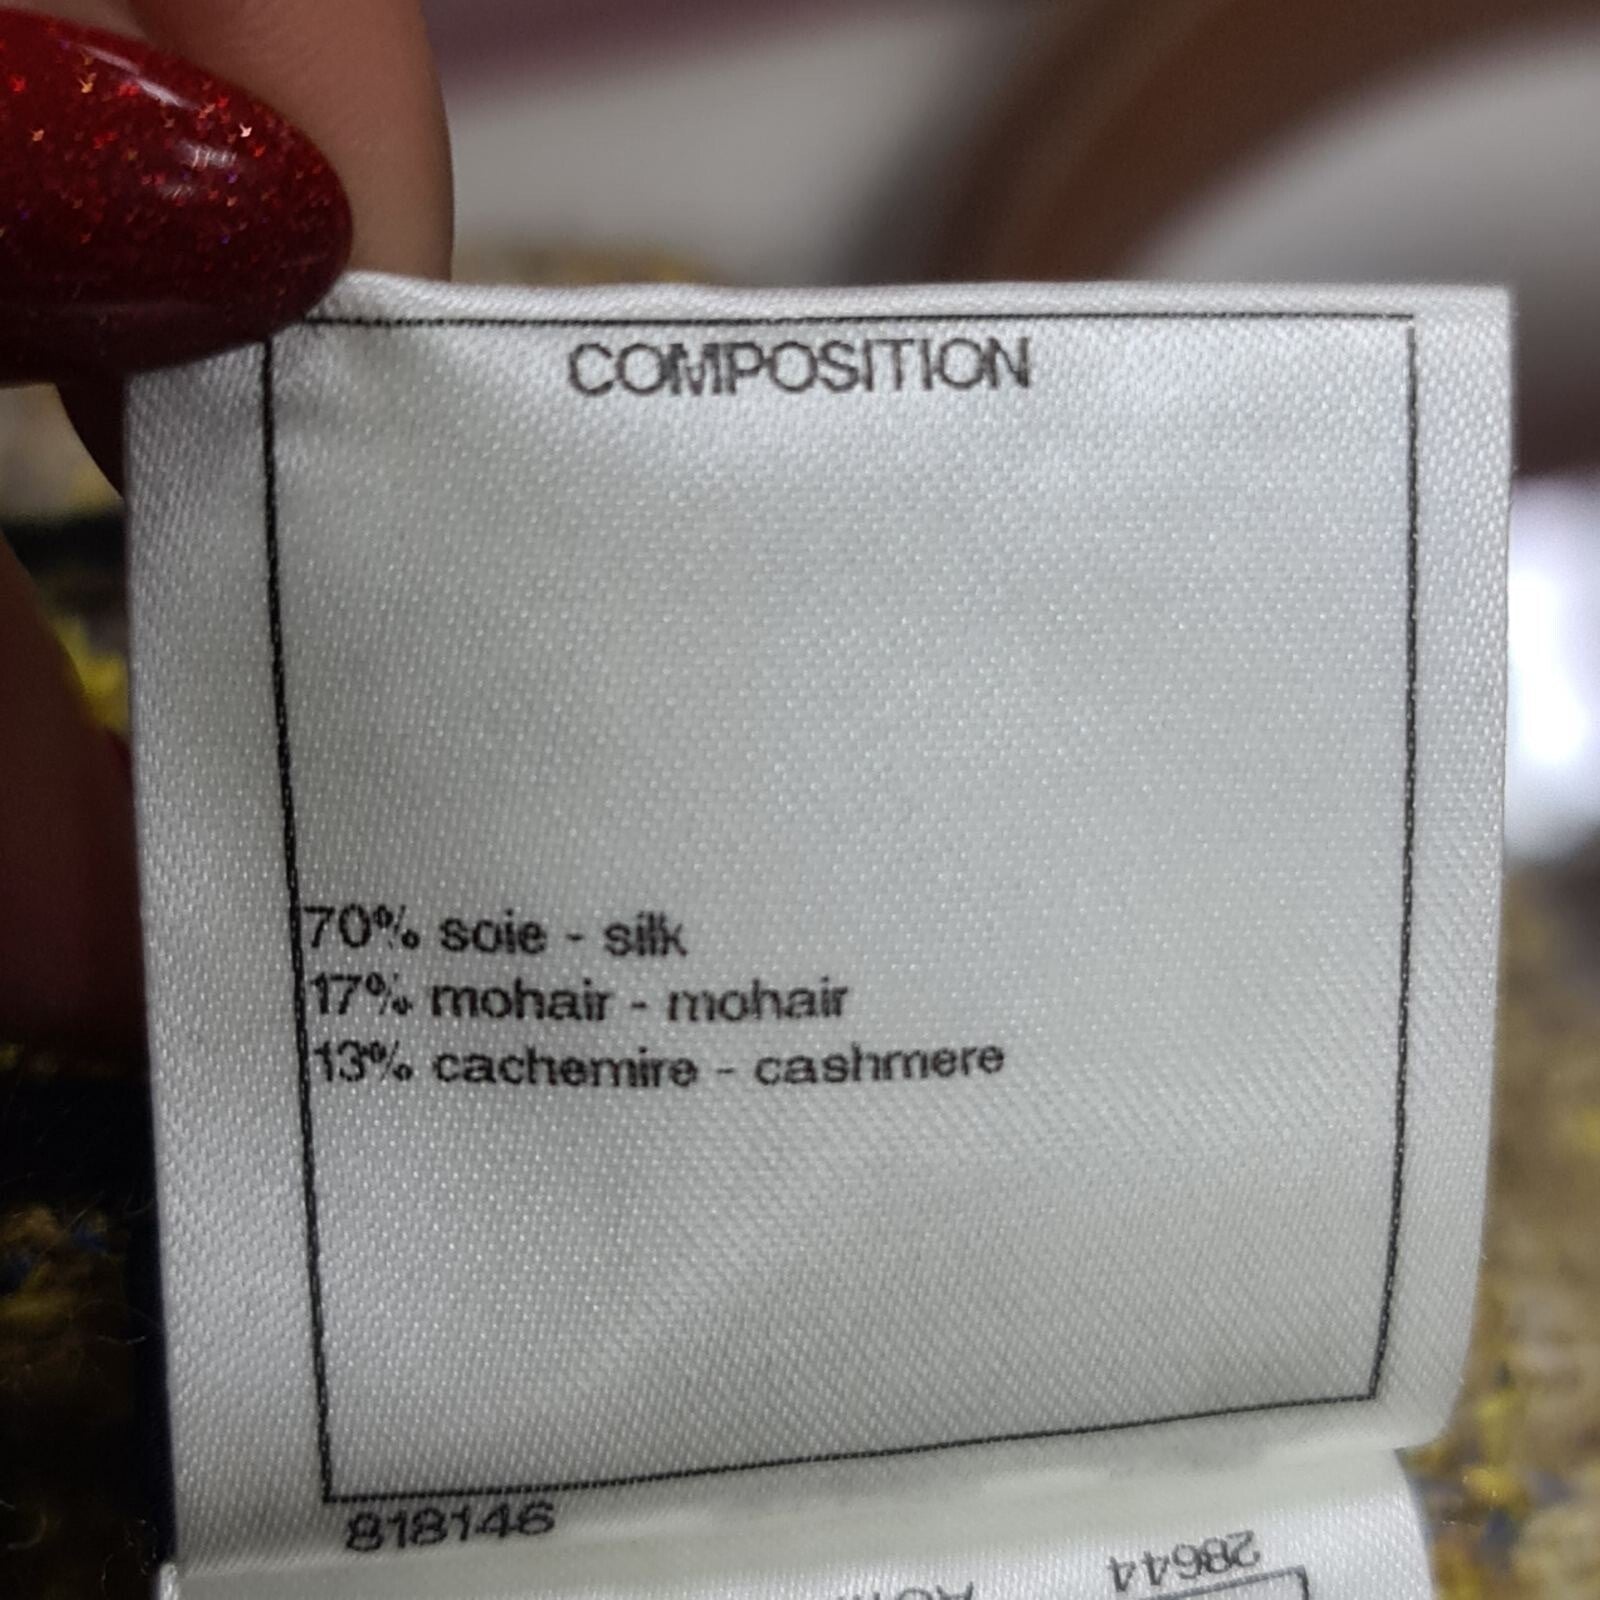 COMPOSITION
70% soie - silk
17% mohair - mohair
13% cachemire - cashmere
818146
28644